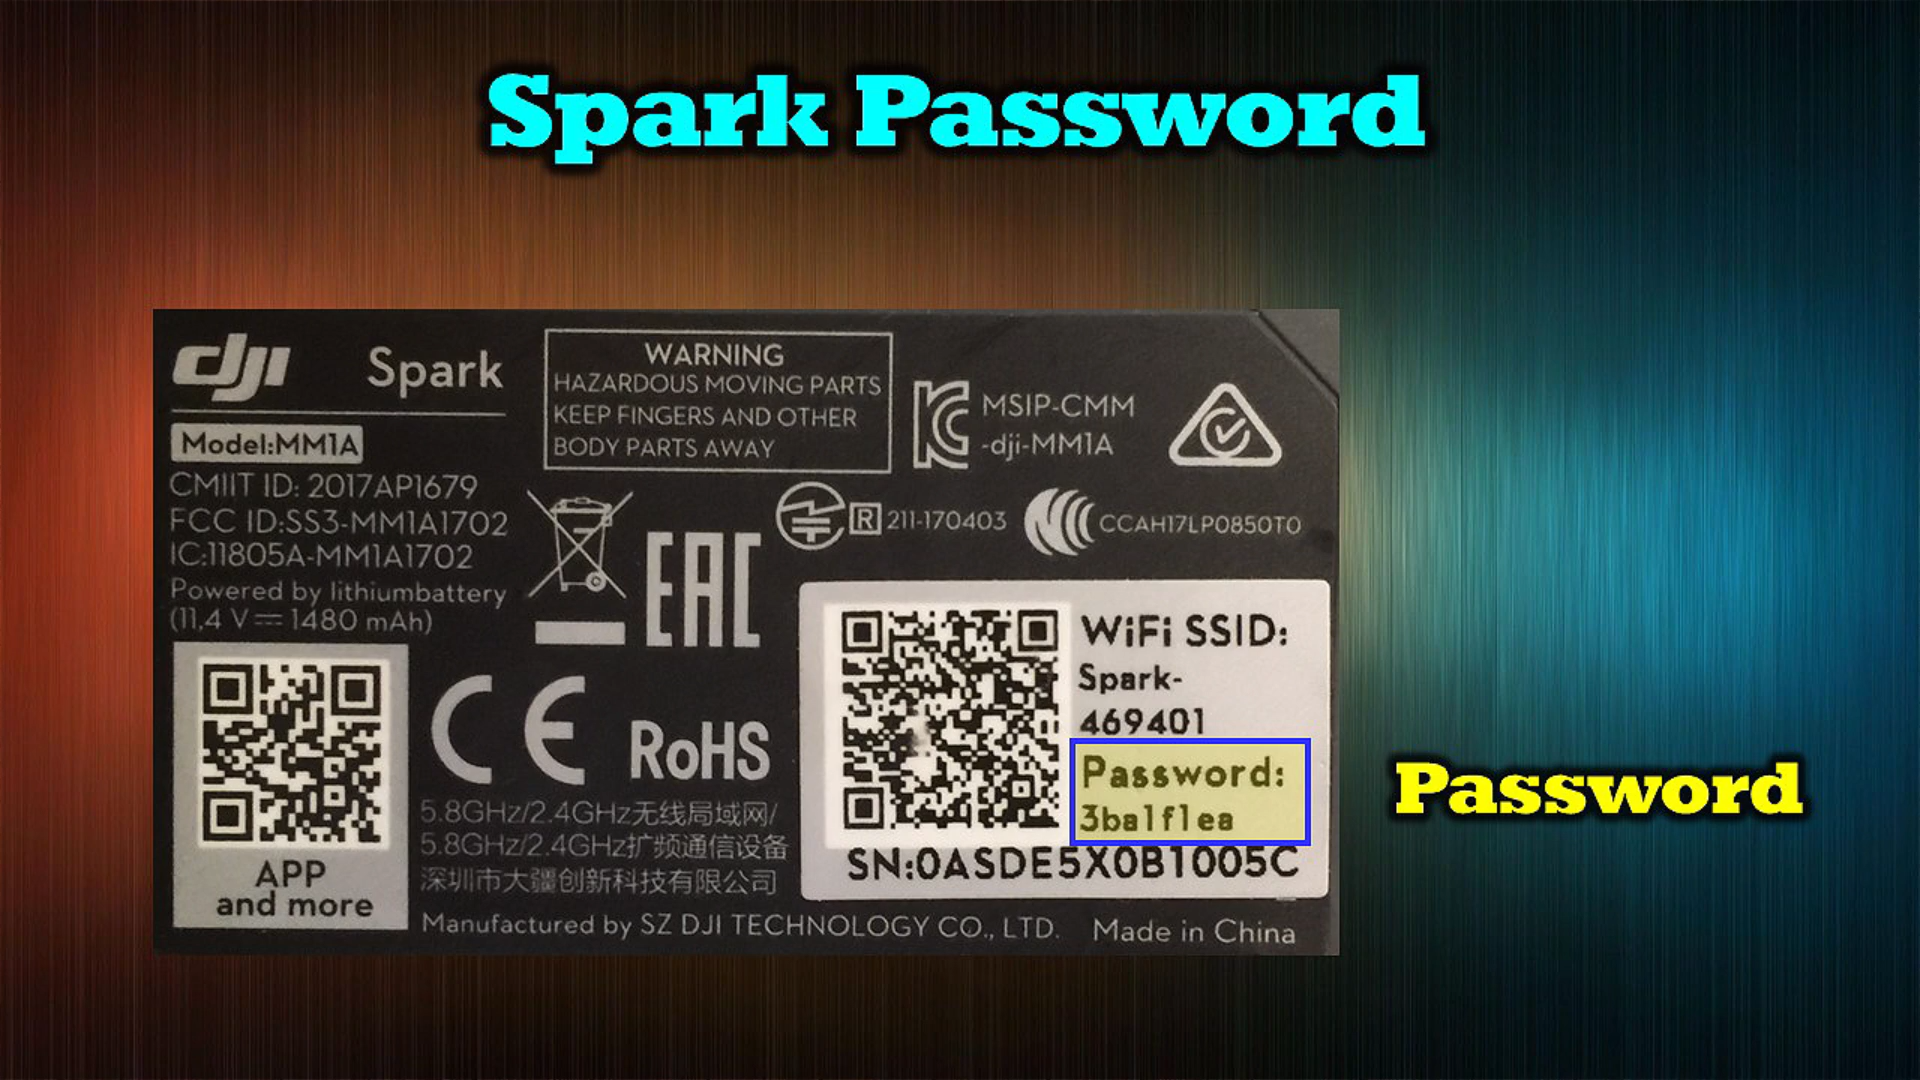 Spark Password
dji Spark
Model:MM1A
CMIIT ID: 2017AP1679
FCC ID:SS3-MM1A1702
IC:11805A-MM1A1702
Powered by lithiumbattery
(11,4 V⎓1480 mAh)
APP
and more
WARNING
HAZARDOUS MOVING PARTS
KEEP FINGERS AND OTHER
BODY PARTS AWAY
MSIP-CMM
-dji-MM1A
R 211-170403
CCAH17LP0850T0
EAC
CE RoHS
5.8GHz/2.4GHz无线局域网/
5.8GHz/2.4GHz扩频通信设备
深圳市大疆创新科技有限公司
Manufactured by SZ DJI TECHNOLOGY CO., LTD. Made in China
WiFi SSID:
Spark-
469401
Password:
3ba1f1ea
SN:0ASDE5X0B1005C
Password